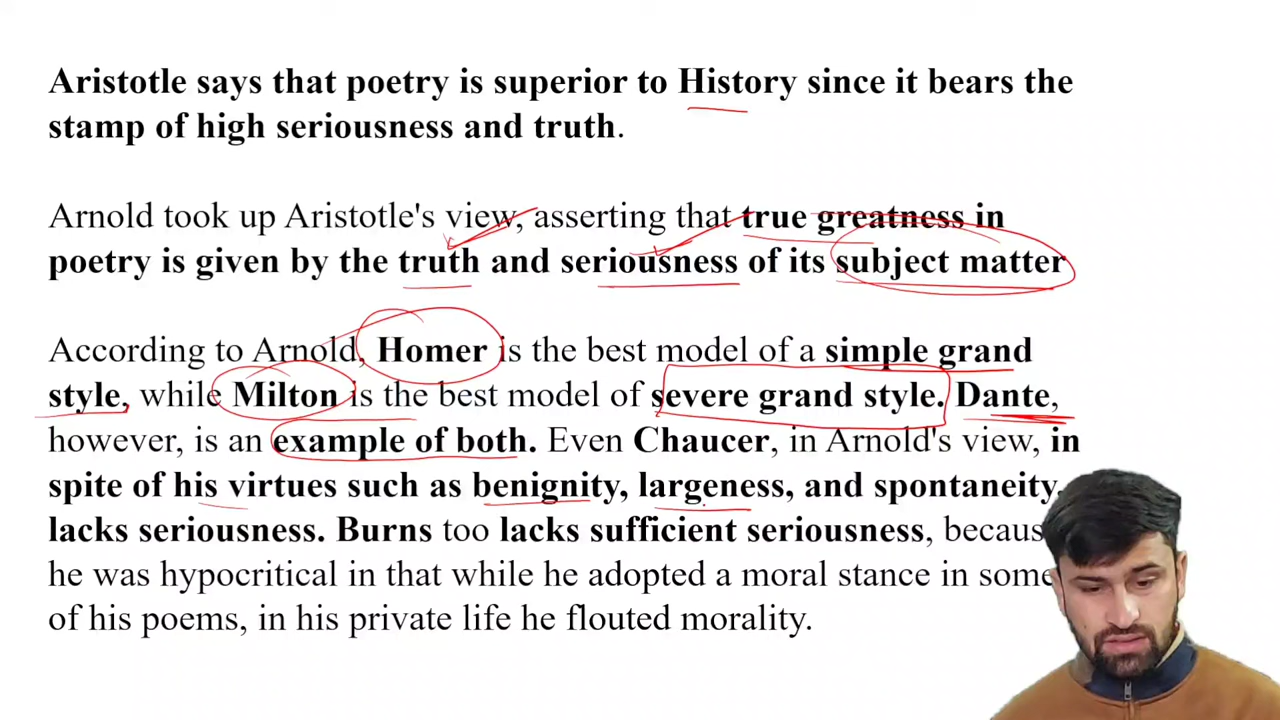 Aristotle says that poetry is superior to History since it bears the
stamp of high seriousness and truth.
Arnold took up Aristotle's view, asserting that true greatness in
poetry is given by the truth and seriousness of its subject matter
According to Arnold, Homer is the best model of a simple grand
style, while Milton is the best model of severe grand style. Dante,
however, is an example of both. Even Chaucer, in Arnold's view, in
spite of his virtues such as benignity, largeness, and spontaneity,
lacks seriousness. Burns too lacks sufficient seriousness,
he was hypocritical in that while he adopted a moral stance in some
of his poems, in his private life he flouted morality.